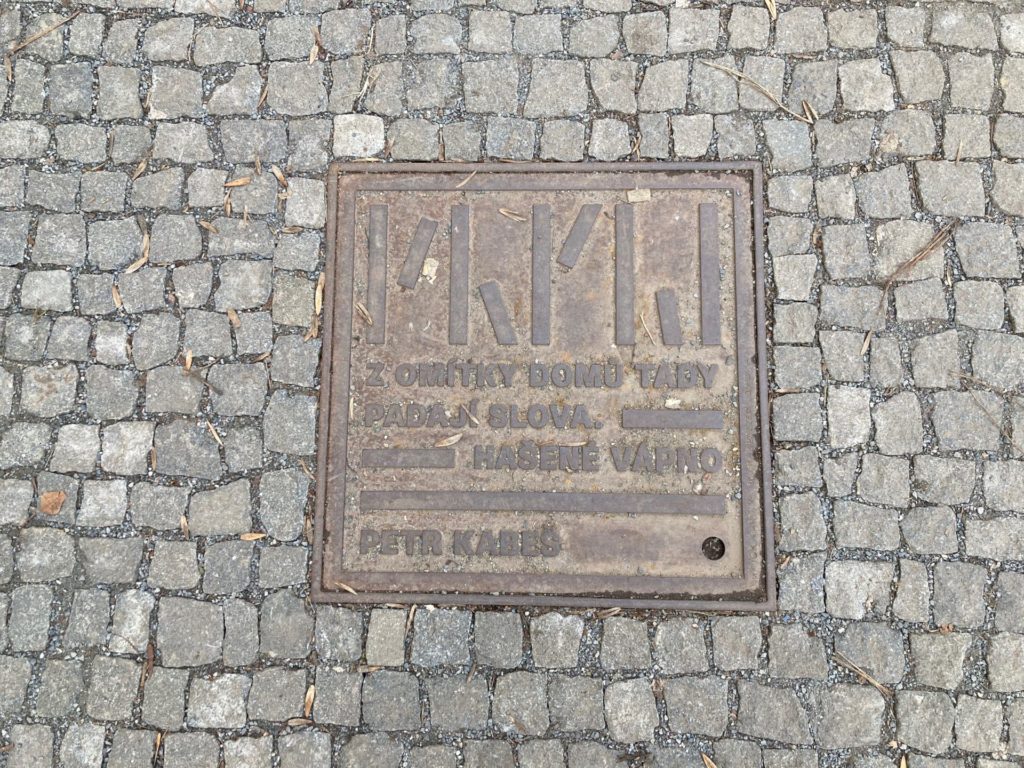 Z OMÍTKY DOMŮ TADY
PADAJÍ SLOVA.
HAŠENÉ VÁPNO
PETR KABEŠ